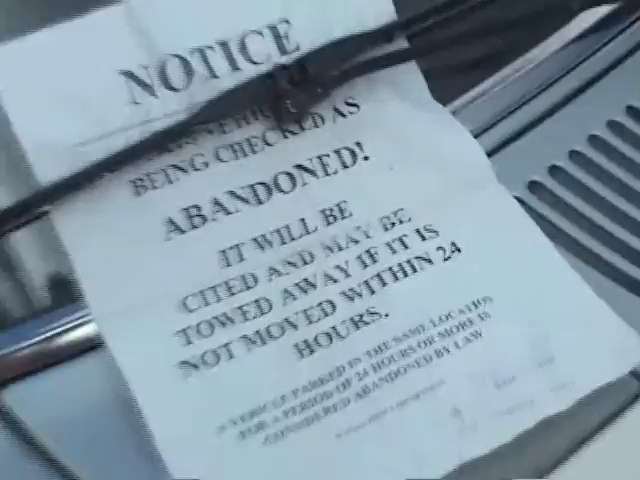 NOTICE
VEHICLE
BEING CHECKED AS
ABANDONED!
IT WILL BE
CITED AND MAY BE
TOWED AWAY IF IT IS
NOT MOVED WITHIN 24
HOURS.
A VEHICLE PARKED IN THE SAME LOCATION
FOR A PERIOD OF 24 HOURS OR MORE IS
CONSIDERED ABANDONED BY LAW